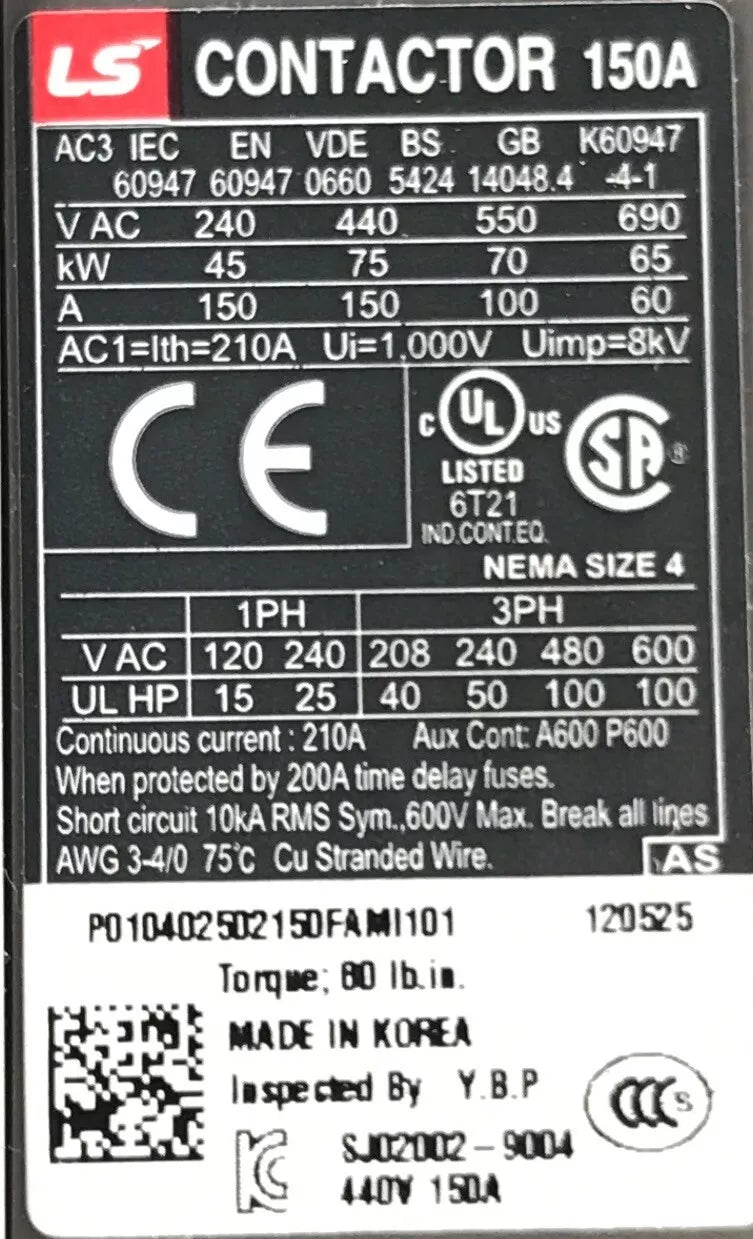 LS CONTACTOR 150A
AC3 IEC EN VDE BS GB K60947
60947 60947 0660 5424 14048.4 -4-1
V AC 240 440 550 690
kW 45 75 70 65
A 150 150 100 60
AC1=Ith=210A Ui=1,000V Uimp=8kV
CE
C UL US
LISTED
6T21
IND.CONT.EQ.
SA
NEMA SIZE 4
1PH 3PH
V AC 120 240 208 240 480 600
UL HP 15 25 40 50 100 100
Continuous current : 210A Aux Cont: A600 P600
When protected by 200A time delay fuses.
Short circuit 10kA RMS Sym.,600V Max. Break all lines
AWG 3-4/0 75℃ Cu Stranded Wire.
AS
P010402502150FAMI101 120525
Torque; 80 lb.in.
MADE IN KOREA
Inspected By Y.B.P
CCC S
KC SJ02002-9004
440V 150A